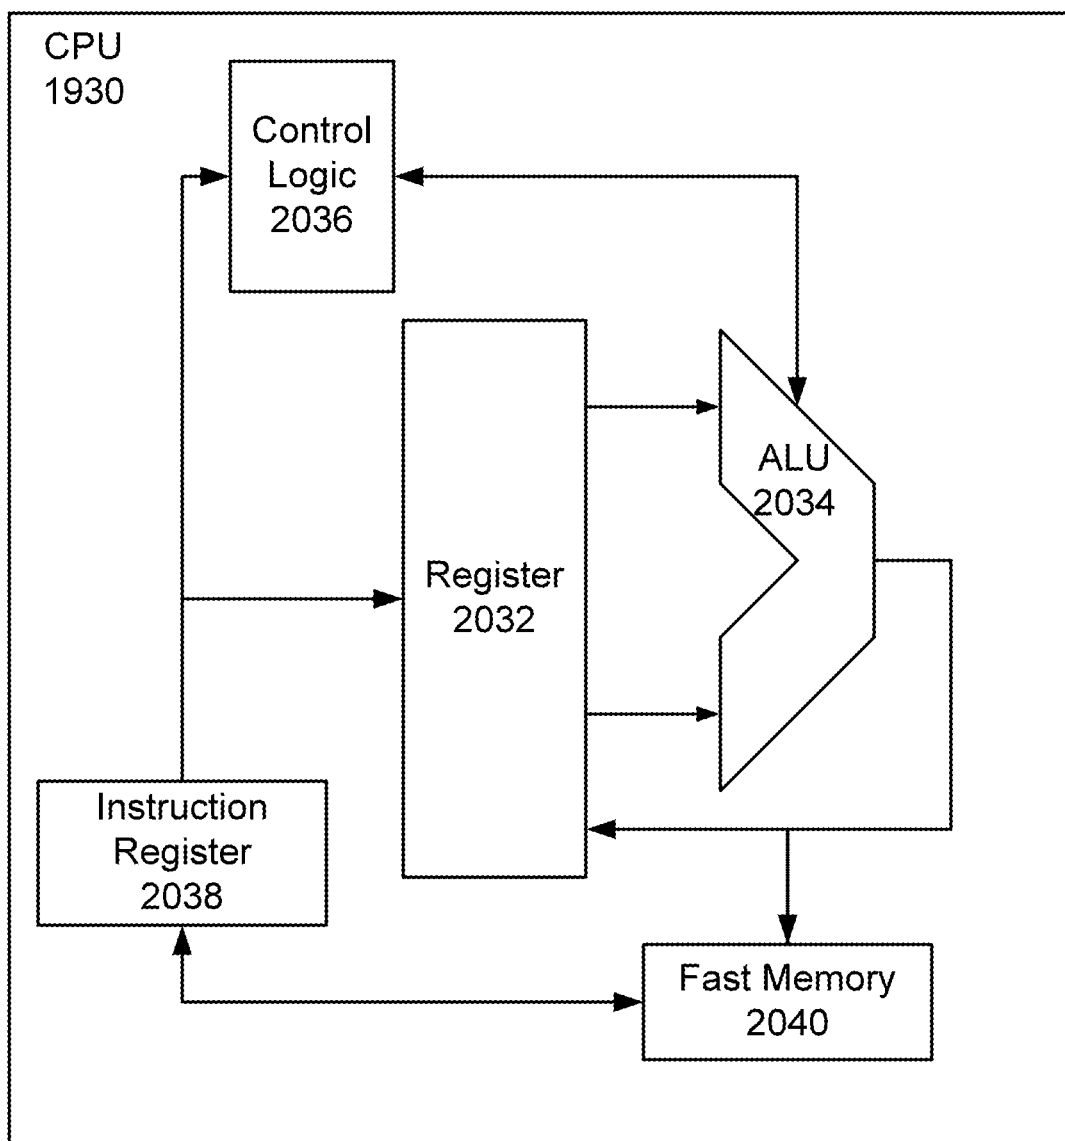 CPU
1930
Control
Logic
2036
ALU
2034
Register
2032
Instruction
Register
2038
Fast Memory
2040